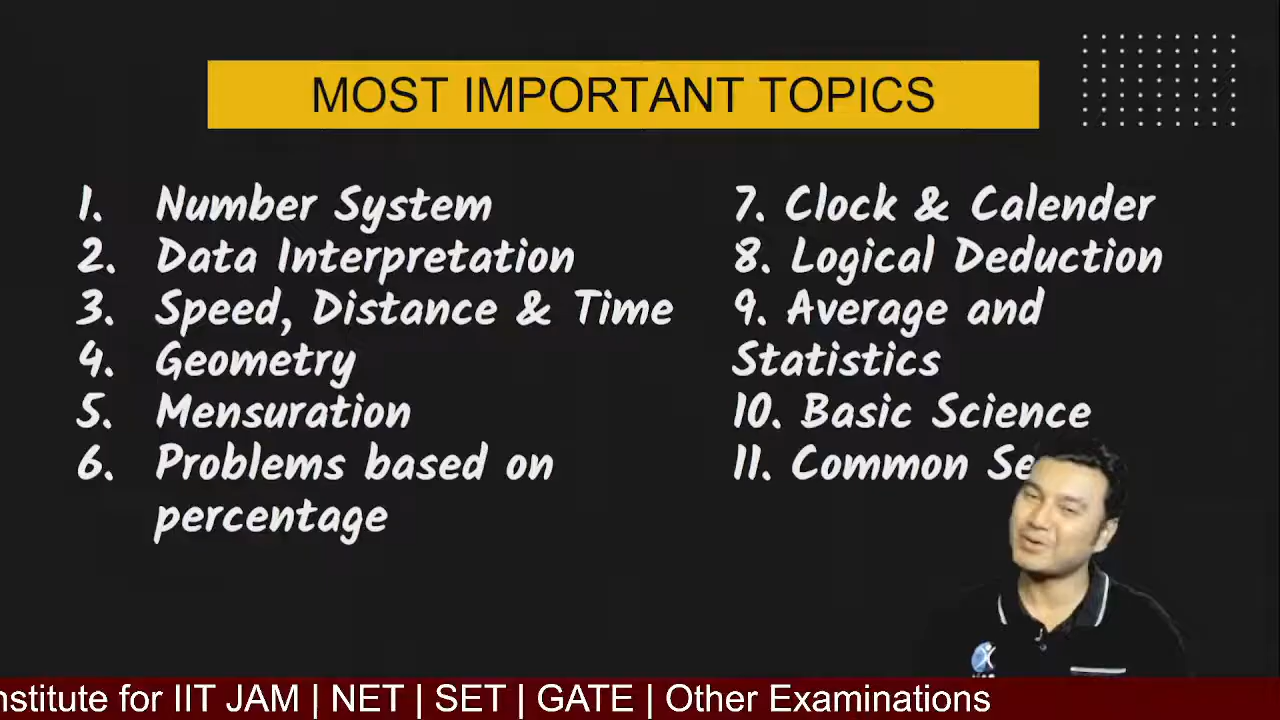 MOST IMPORTANT TOPICS
1. Number System
2. Data Interpretation
3. Speed, Distance & Time
4. Geometry
5. Mensuration
6. Problems based on
percentage
7. Clock & Calender
8. Logical Deduction
9. Average and
Statistics
10. Basic Science
11. Common
for IIT JAM | NET | SET | GATE | Other Examinations